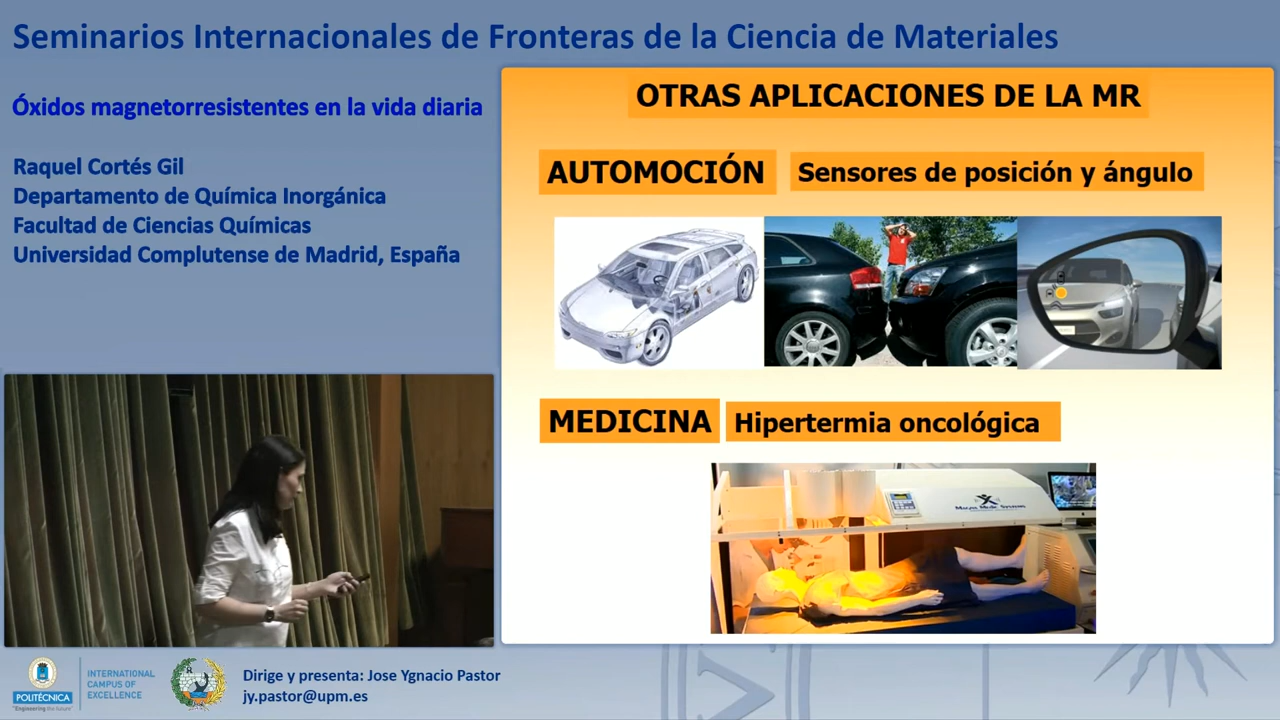 Seminarios Internacionales de Fronteras de la Ciencia de Materiales
Óxidos magnetorresistentes en la vida diaria
Raquel Cortés Gil
Departamento de Química Inorgánica
Facultad de Ciencias Químicas
Universidad Complutense de Madrid, España
OTRAS APLICACIONES DE LA MR
AUTOMOCIÓN
Sensores de posición y ángulo
MEDICINA
Hipertermia oncológica
POLITÉCNICA
"Engineering the future"
INTERNATIONAL
CAMPUS OF
EXCELLENCE
Dirige y presenta: Jose Ygnacio Pastor
jy.pastor@upm.es